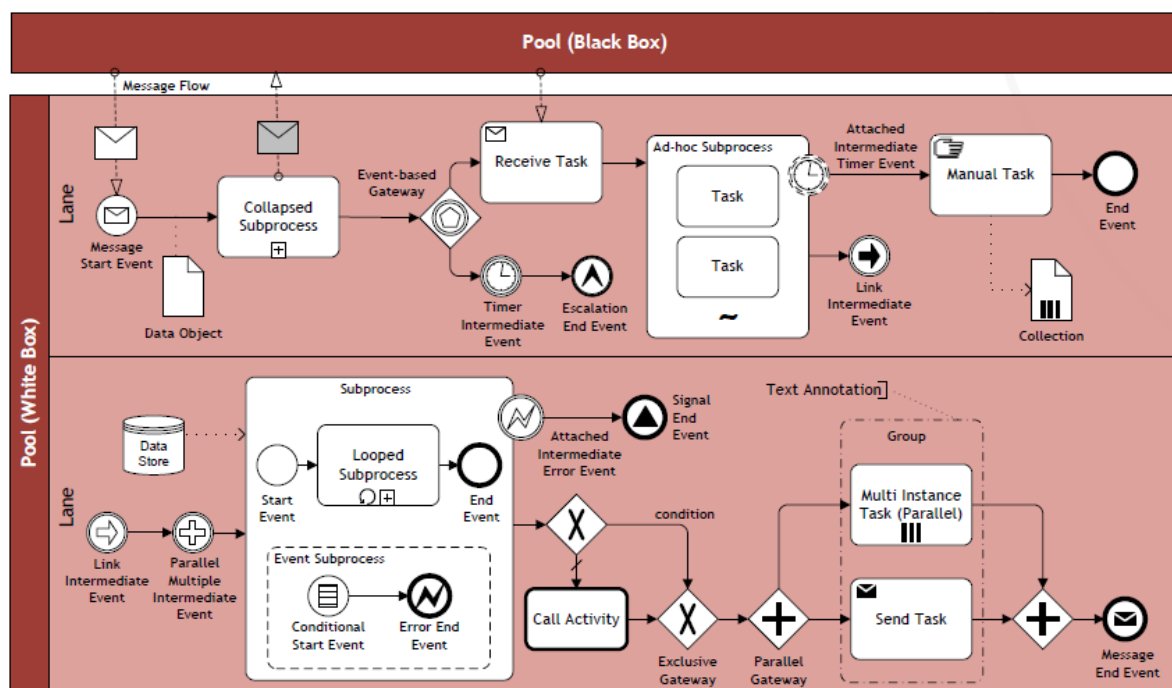 Pool (Black Box)
Message Flow
Pool (White Box)
Lane
Message
Start Event
Data Object
Collapsed
Subprocess
Event-based
Gateway
Receive Task
Timer
Intermediate
Event
Escalation
End Event
Ad-hoc Subprocess
Task
Task
Attached
Intermediate
Timer Event
Link
Intermediate
Event
Manual Task
End
Event
Collection
Lane
Data
Store
Link
Intermediate
Event
Parallel
Multiple
Intermediate
Event
Subprocess
Start
Event
Looped
Subprocess
End
Event
Event Subprocess
Conditional
Start Event
Error End
Event
Attached
Intermediate
Error Event
Signal
End
Event
condition
Call Activity
Exclusive
Gateway
Parallel
Gateway
Text Annotation
Group
Multi Instance
Task (Parallel)
Send Task
Message
End Event